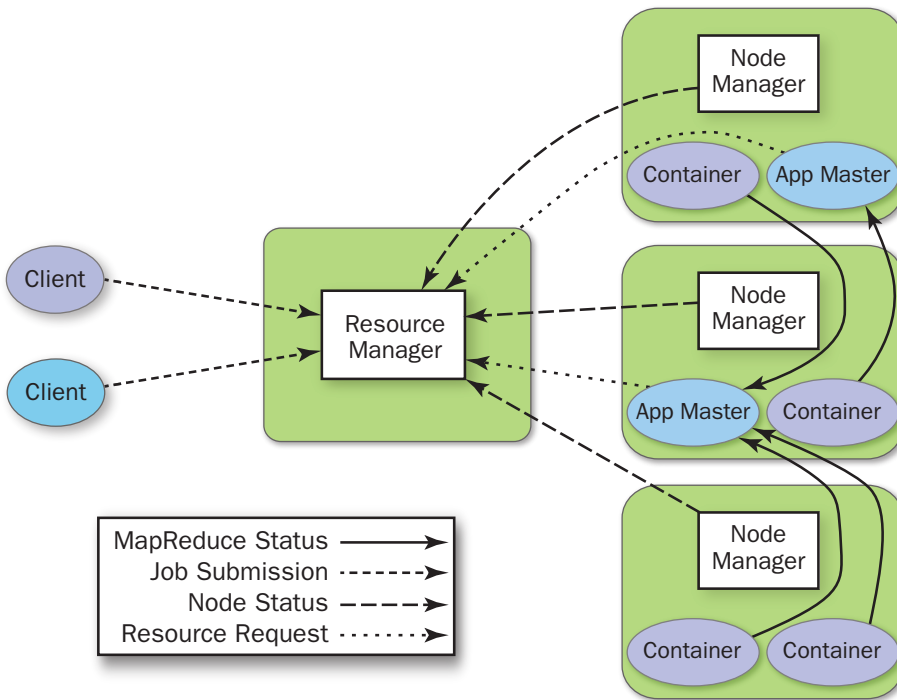 Node
Manager
Container
App Master
Client
Client
Resource
Manager
Node
Manager
App Master
Container
Node
Manager
Container
Container
MapReduce Status
Job Submission
Node Status
Resource Request